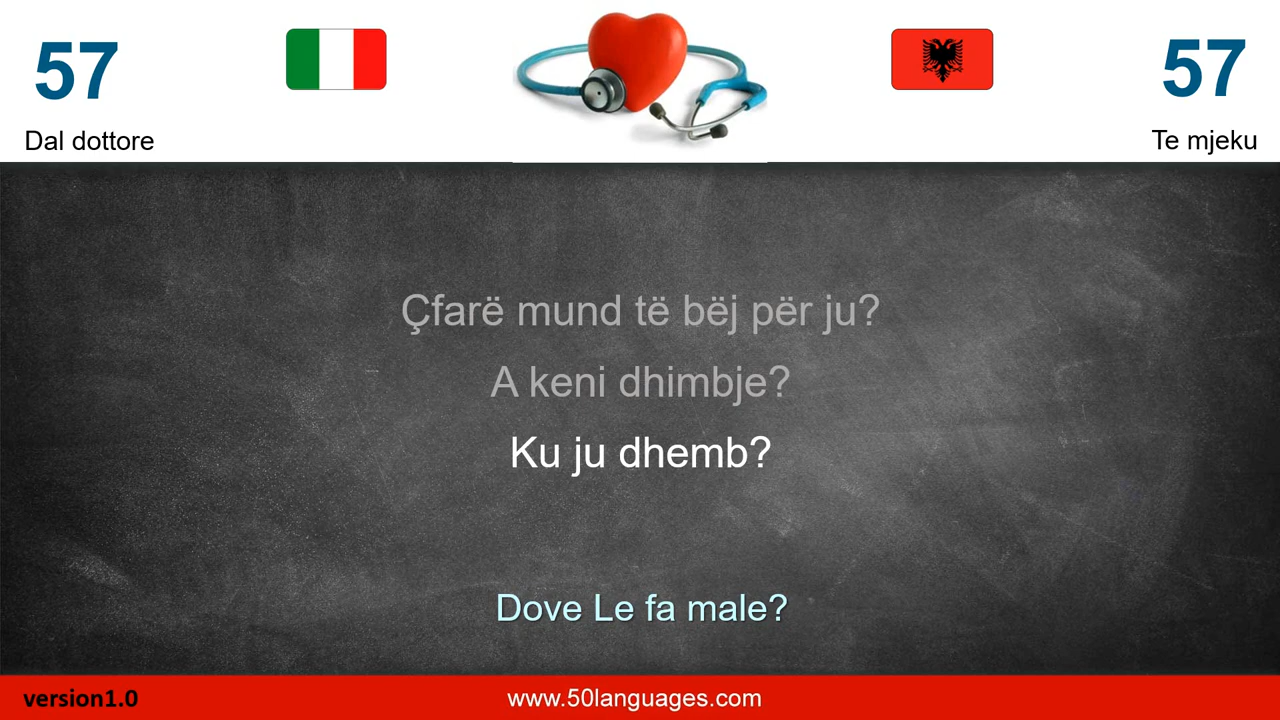 57
57
Dal dottore
Te mjeku
Çfarë mund të bëj për ju?
A keni dhimbje?
Ku ju dhemb?
Dove Le fa male?
version1.0
www.50languages.com